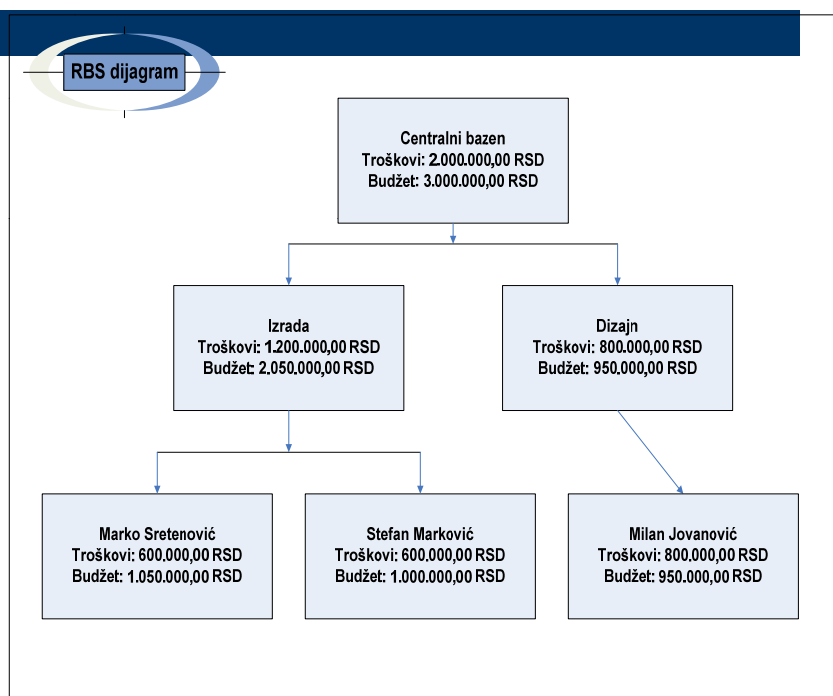 RBS dijagram
Centralni bazen
Troškovi: 2.000.000,00 RSD
Budžet: 3.000.000,00 RSD
Izrada
Troškovi: 1.200.000,00 RSD
Budžet: 2.050.000,00 RSD
Dizajn
Troškovi: 800.000,00 RSD
Budžet: 950.000,00 RSD
Marko Sretenović
Troškovi: 600.000,00 RSD
Budžet: 1.050.000,00 RSD
Stefan Marković
Troškovi: 600.000,00 RSD
Budžet: 1.000.000,00 RSD
Milan Jovanović
Troškovi: 800.000,00 RSD
Budžet: 950.000,00 RSD